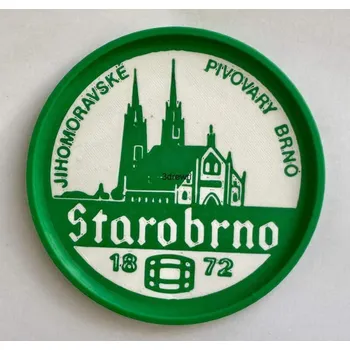 JIHOMORAVSKÉ PIVOVARY BRNO
Starobrno
18 72